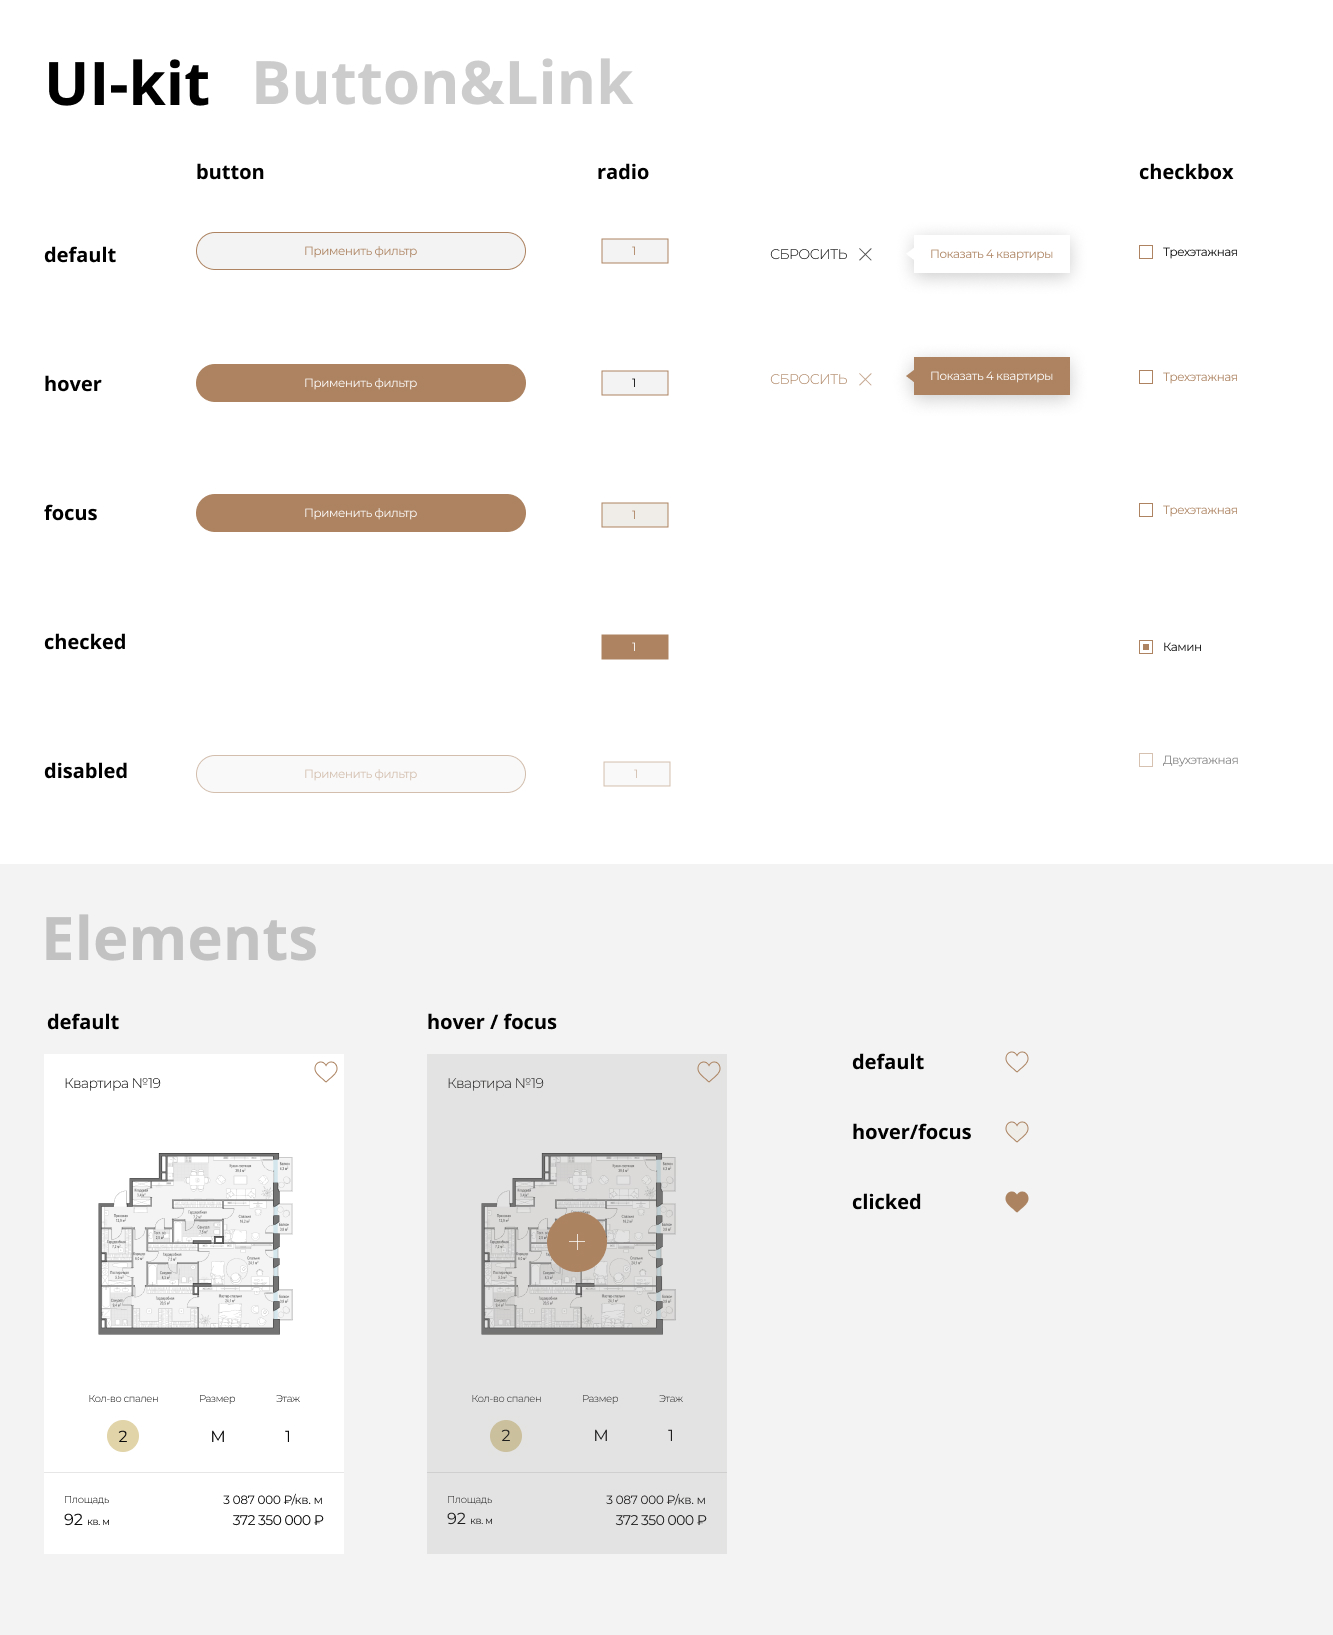 UI-kit Button&Link
button radio checkbox
default Применить фильтр 1 СБРОСИТЬ Показать 4 квартиры Трехэтажная
hover Применить фильтр 1 СБРОСИТЬ Показать 4 квартиры Трехэтажная
focus Применить фильтр 1 Трехэтажная
checked 1 Камин
disabled Применить фильтр 1 Двухэтажная
Elements
default
Квартира №19
Кол-во спален Размер Этаж
2 M 1
Площадь 3 087 000 ₽/кв. м
92 кв. м 372 350 000 ₽
hover / focus
Квартира №19
Кол-во спален Размер Этаж
2 M 1
Площадь 3 087 000 ₽/кв. м
92 кв. м 372 350 000 ₽
default
hover/focus
clicked